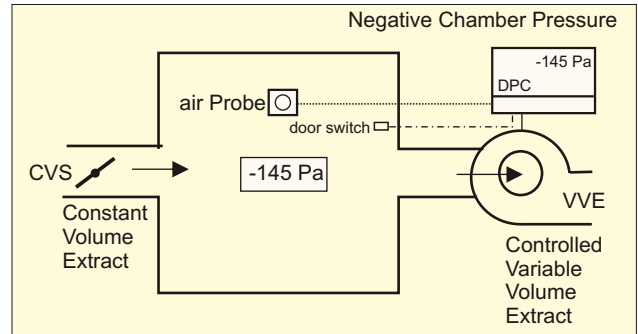 Negative Chamber Pressure
-145 Pa
DPC
air Probe
door switch
CVS
-145 Pa
VVE
Constant
Volume
Extract
Controlled
Variable
Volume
Extract